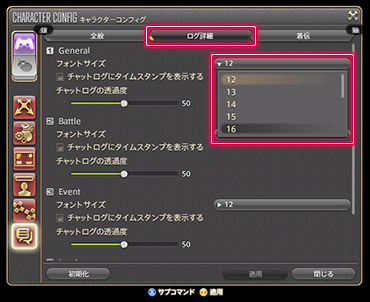 CHARACTER CONFIG キャラクターコンフィグ
全般 ログ詳細 着信
1 General
フォントサイズ 12
12
13
14
15
16
チャットログにタイムスタンプを表示する
チャットログの透過度 50
2 Battle
フォントサイズ
チャットログにタイムスタンプを表示する
チャットログの透過度 50
3 Event
フォントサイズ 12
チャットログにタイムスタンプを表示する
チャットログの透過度 50
初期化 適用 閉じる
X サブコマンド Y 適用